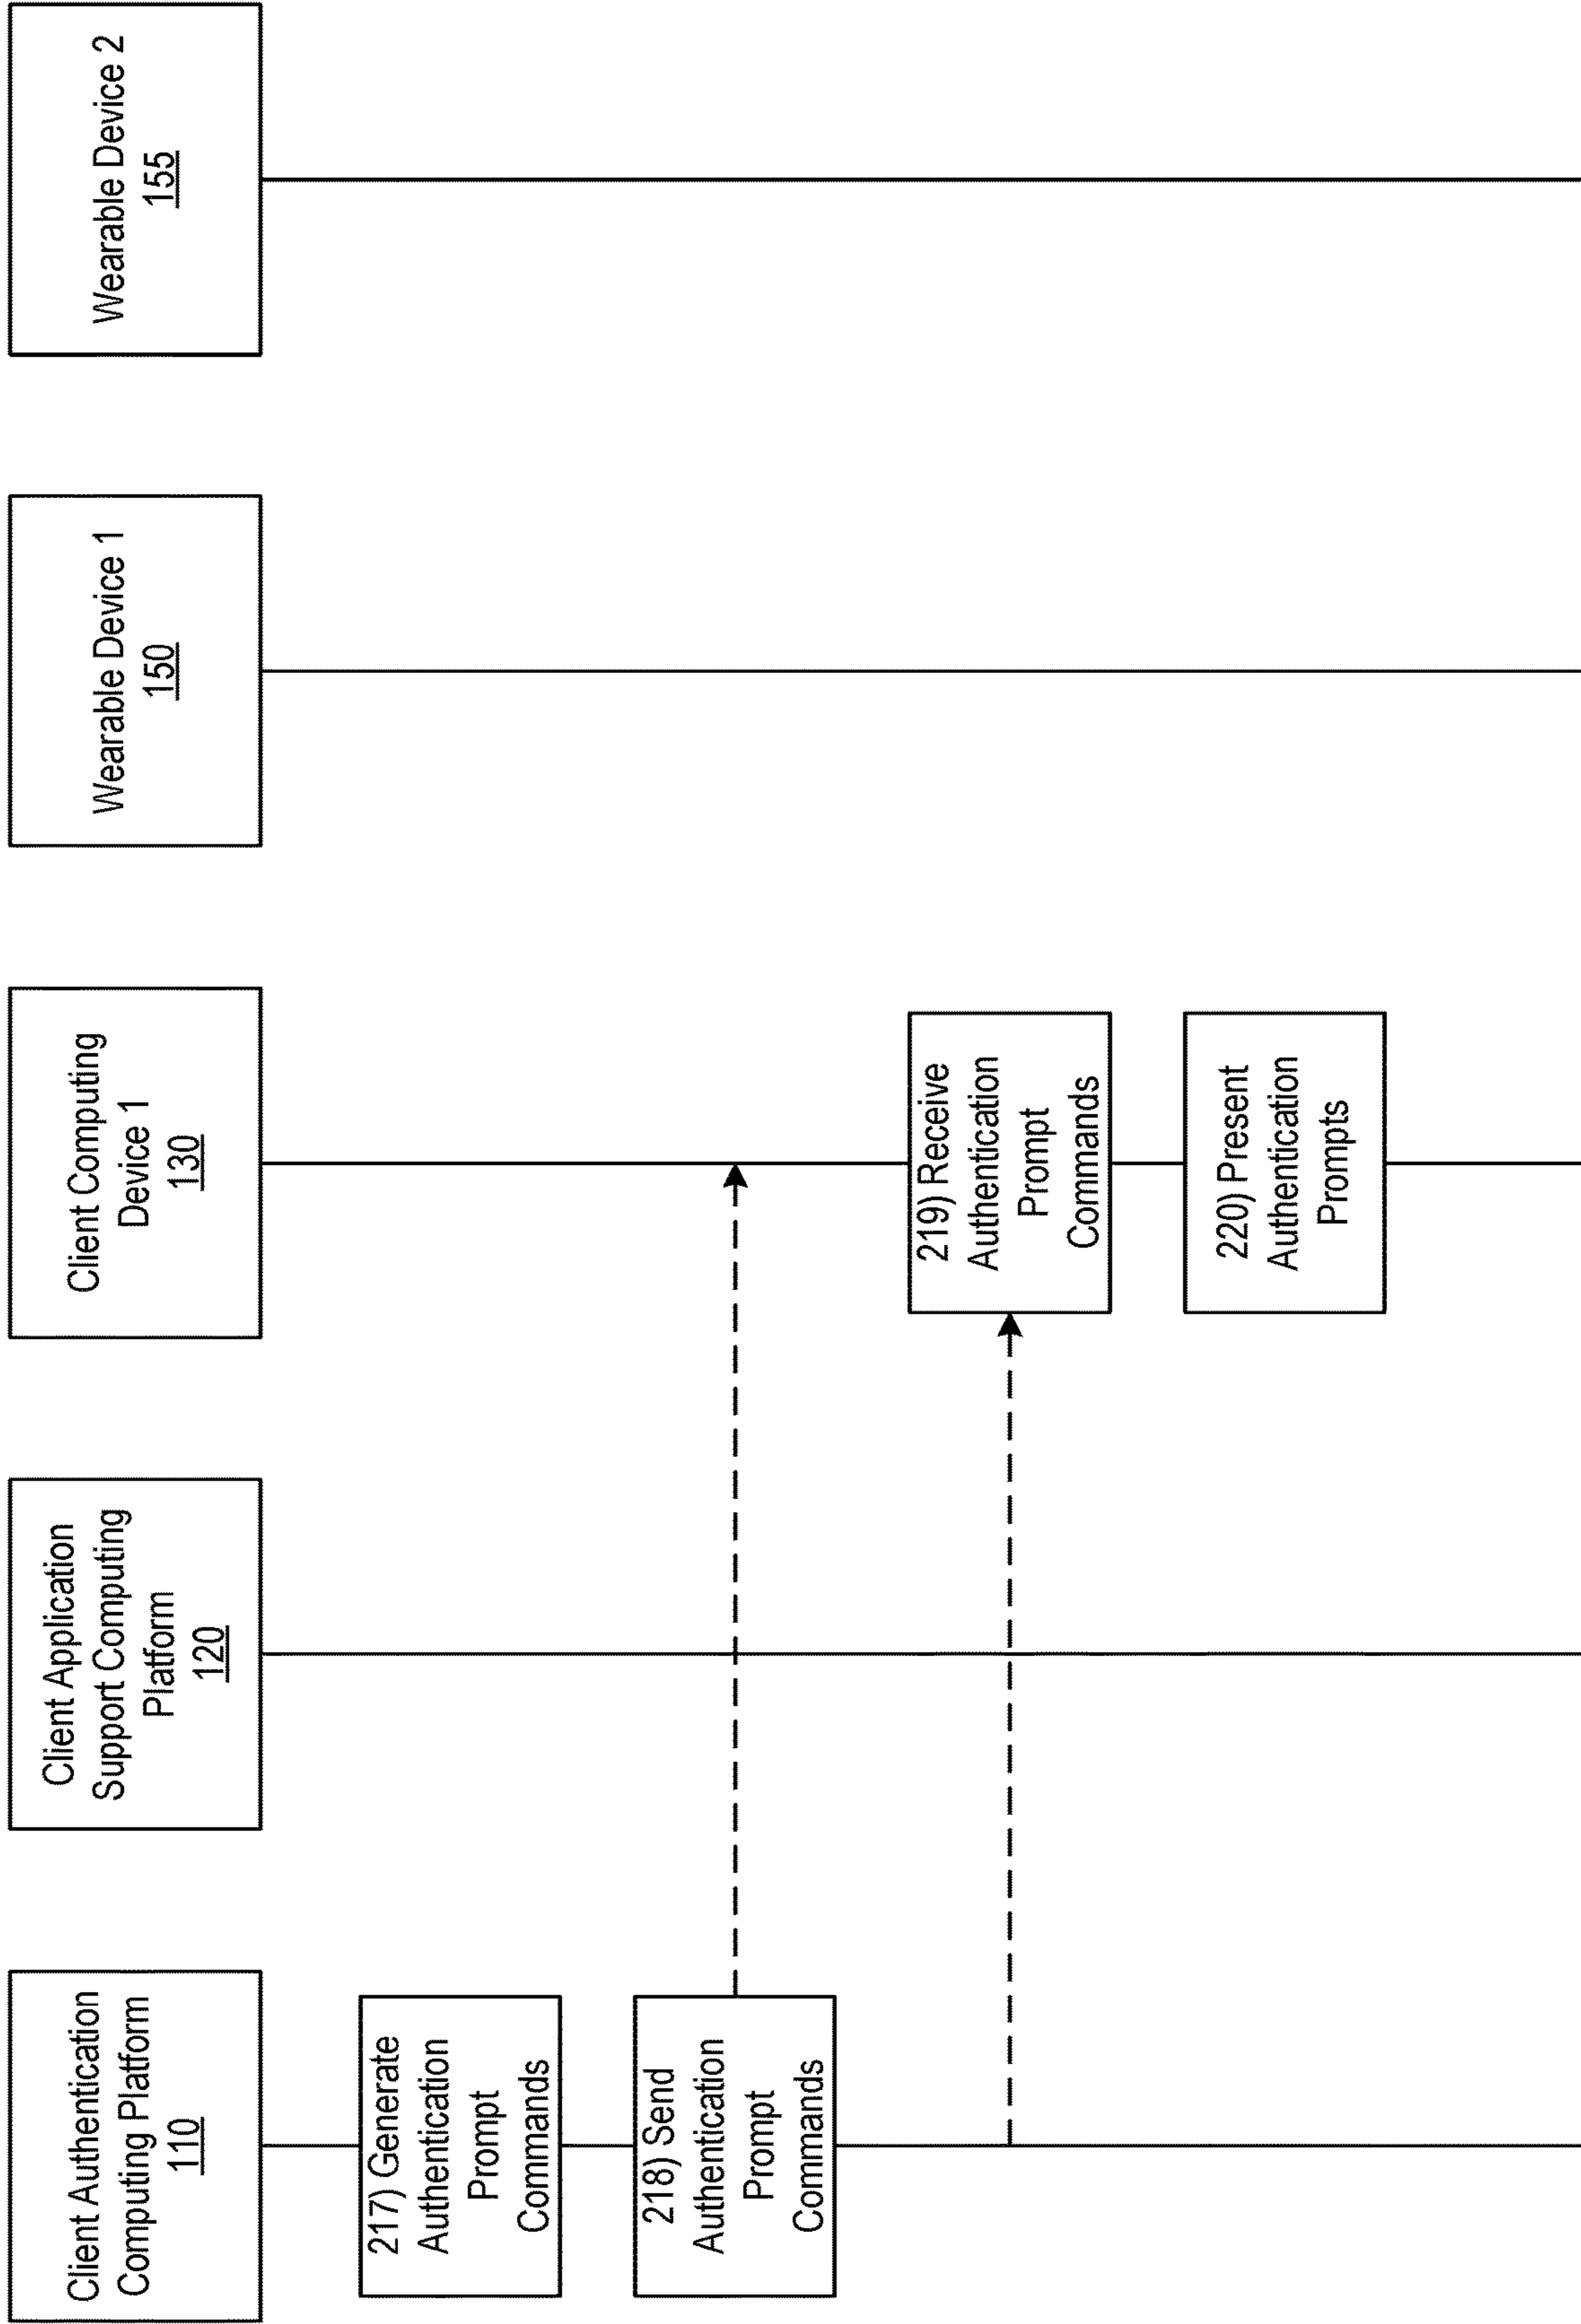 Client Authentication
Computing Platform
110
Client Application
Support Computing
Platform
120
Client Computing
Device 1
130
Wearable Device 1
150
Wearable Device 2
155
217) Generate
Authentication
Prompt
Commands
218) Send
Authentication
Prompt
Commands
219) Receive
Authentication
Prompt
Commands
220) Present
Authentication
Prompts